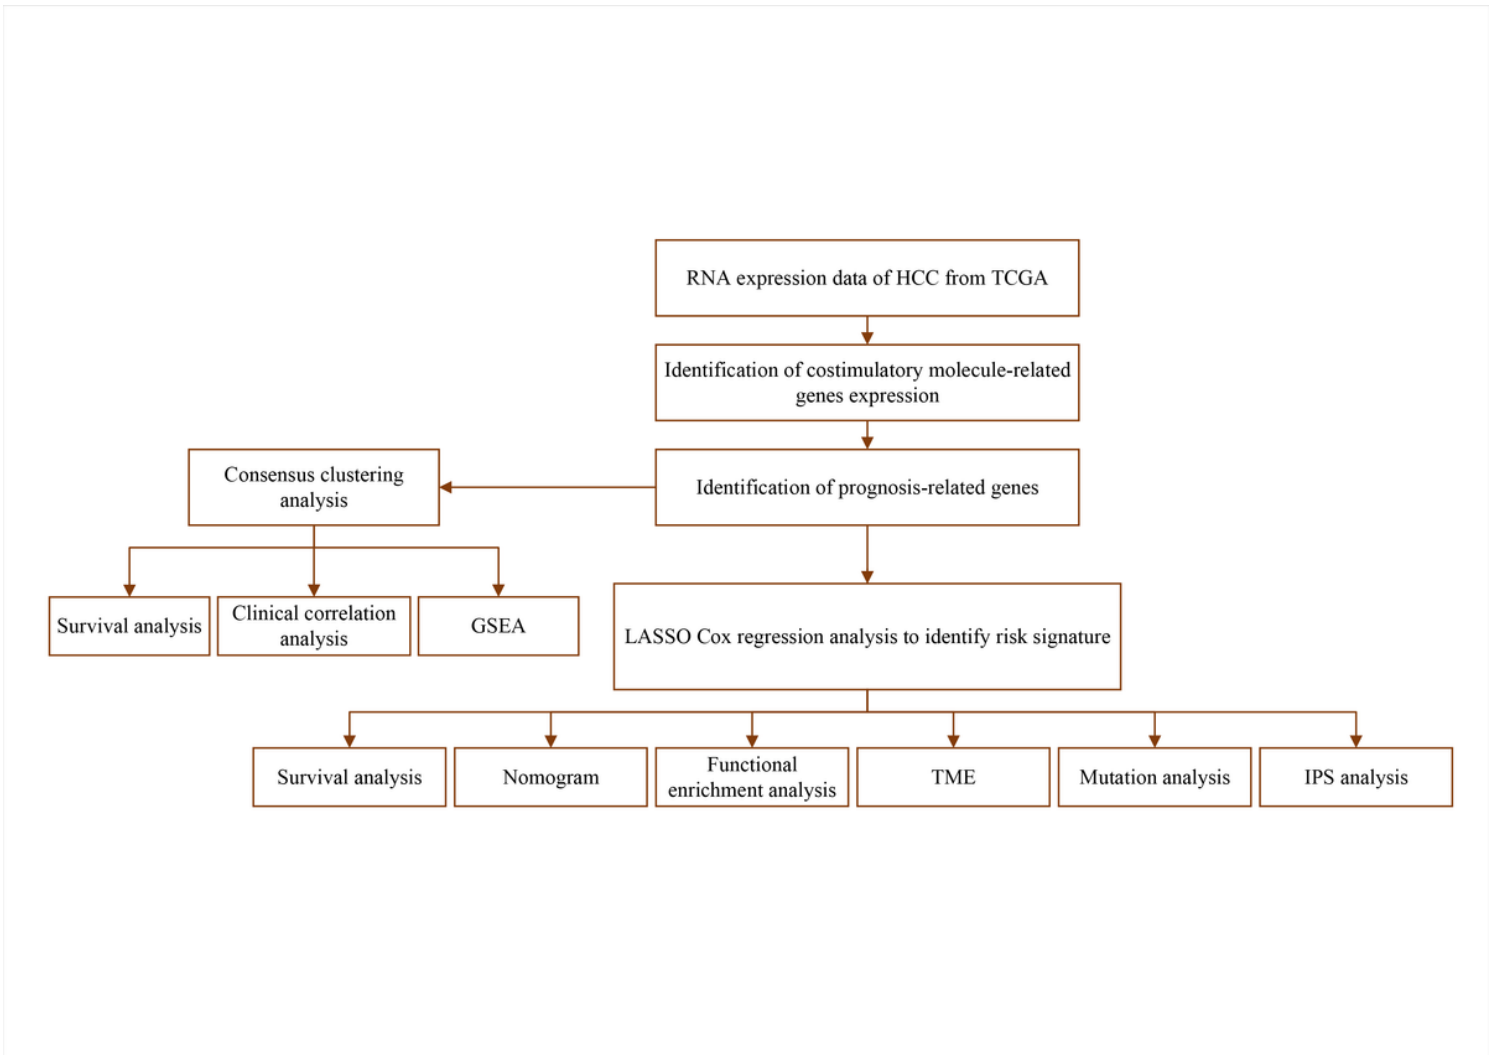 RNA expression data of HCC from TCGA
Identification of costimulatory molecule-related
genes expression
Consensus clustering
analysis
Identification of prognosis-related genes
Survival analysis
Clinical correlation
analysis
GSEA
LASSO Cox regression analysis to identify risk signature
Survival analysis
Nomogram
Functional
enrichment analysis
TME
Mutation analysis
IPS analysis